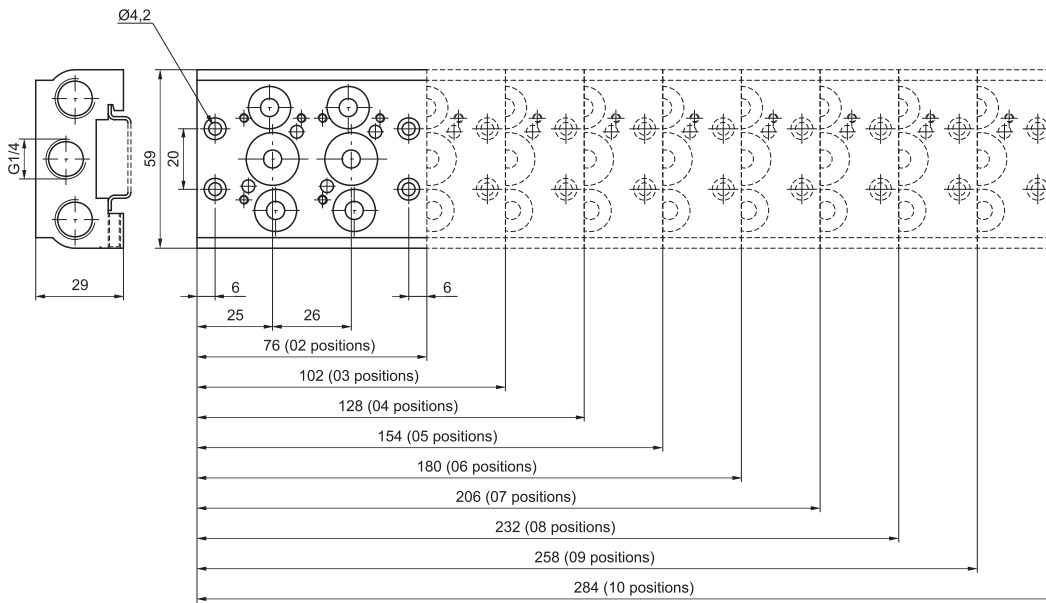 Ø4,2
G1/4
59
20
29
6
6
25
26
76 (02 positions)
102 (03 positions)
128 (04 positions)
154 (05 positions)
180 (06 positions)
206 (07 positions)
232 (08 positions)
258 (09 positions)
284 (10 positions)